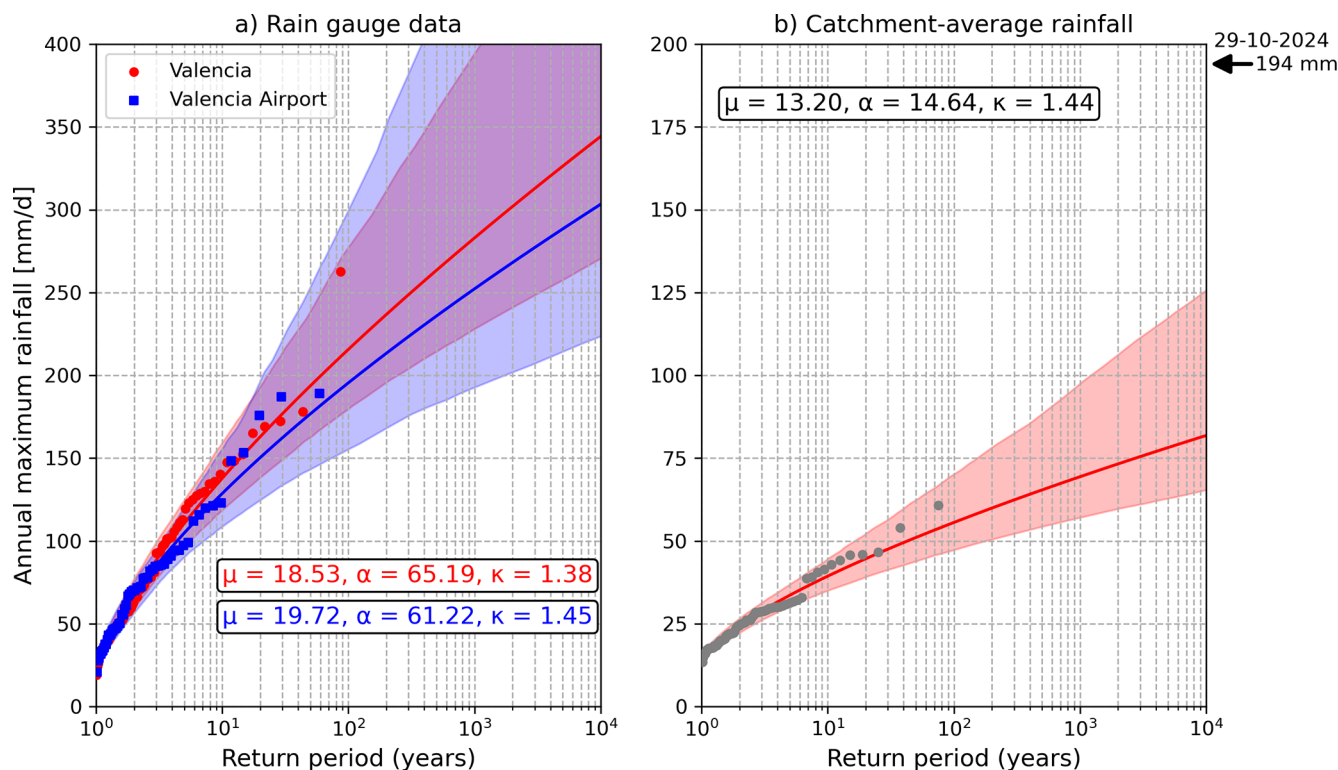 a) Rain gauge data
Valencia
Valencia Airport
Annual maximum rainfall [mm/d]
400
350
300
250
200
150
100
50
0
μ = 18.53, α = 65.19, κ = 1.38
μ = 19.72, α = 61.22, κ = 1.45
10⁰ 10¹ 10² 10³ 10⁴
Return period (years)
b) Catchment-average rainfall
29-10-2024
194 mm
μ = 13.20, α = 14.64, κ = 1.44
200
175
150
125
100
75
50
25
0
10⁰ 10¹ 10² 10³ 10⁴
Return period (years)